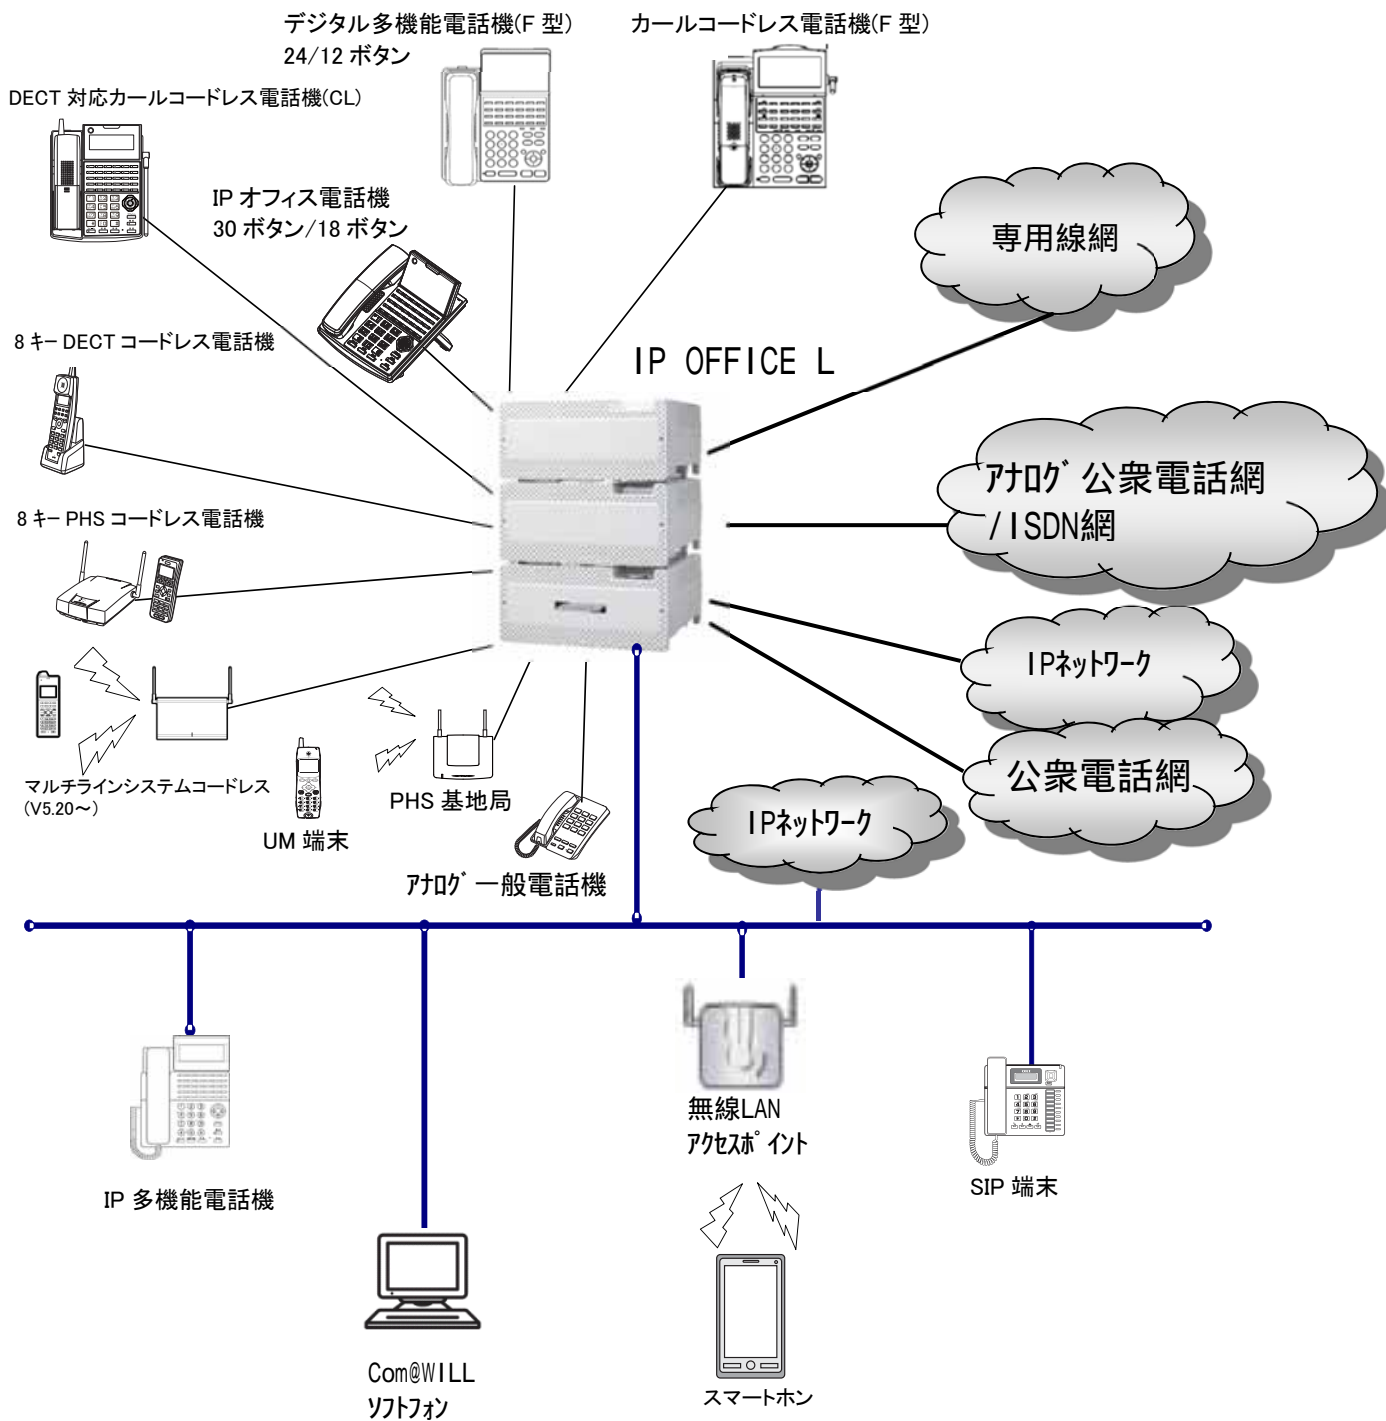 デジタル多機能電話機(F 型)
24/12 ボタン
カールコードレス電話機(F 型)
DECT 対応カールコードレス電話機(CL)
IP オフィス電話機
30 ボタン/18 ボタン
専用線網
8 キー DECT コードレス電話機
IP OFFICE L
アナログ公衆電話網
/ISDN網
8 キー PHS コードレス電話機
IPネットワーク
マルチラインシステムコードレス
(V5.20～)
UM 端末
PHS 基地局
公衆電話網
IPネットワーク
アナログ一般電話機
無線LAN
アクセスポイント
IP 多機能電話機
SIP 端末
Com@WILL
ソフトフォン
スマートホン